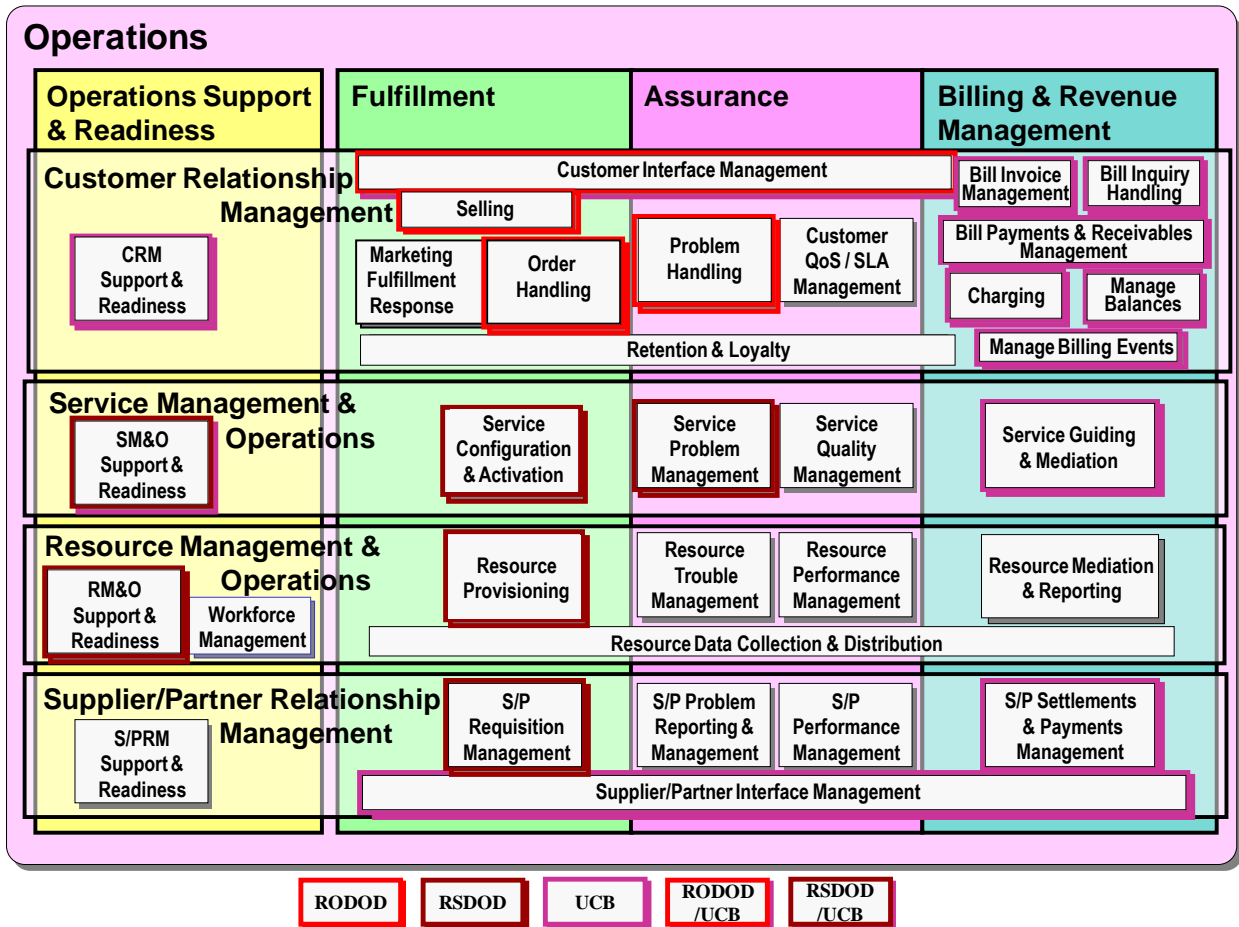 Operations
Operations Support
& Readiness
Fulfillment
Assurance
Billing & Revenue
Management
Customer Relationship
Management
Customer Interface Management
Selling
CRM
Support &
Readiness
Marketing
Fulfillment
Response
Order
Handling
Problem
Handling
Customer
QoS / SLA
Management
Retention & Loyalty
Bill Invoice
Management
Bill Inquiry
Handling
Bill Payments & Receivables
Management
Charging
Manage
Balances
Manage Billing Events
Service Management &
Operations
SM&O
Support &
Readiness
Service
Configuration
& Activation
Service
Problem
Management
Service
Quality
Management
Service Guiding
& Mediation
Resource Management &
Operations
RM&O
Support &
Readiness
Workforce
Management
Resource
Provisioning
Resource
Trouble
Management
Resource
Performance
Management
Resource Mediation
& Reporting
Resource Data Collection & Distribution
Supplier/Partner Relationship
Management
S/PRM
Support &
Readiness
S/P
Requisition
Management
S/P Problem
Reporting &
Management
S/P
Performance
Management
S/P Settlements
& Payments
Management
Supplier/Partner Interface Management
RODOD
RSDOD
UCB
RODOD
/UCB
RSDOD
/UCB